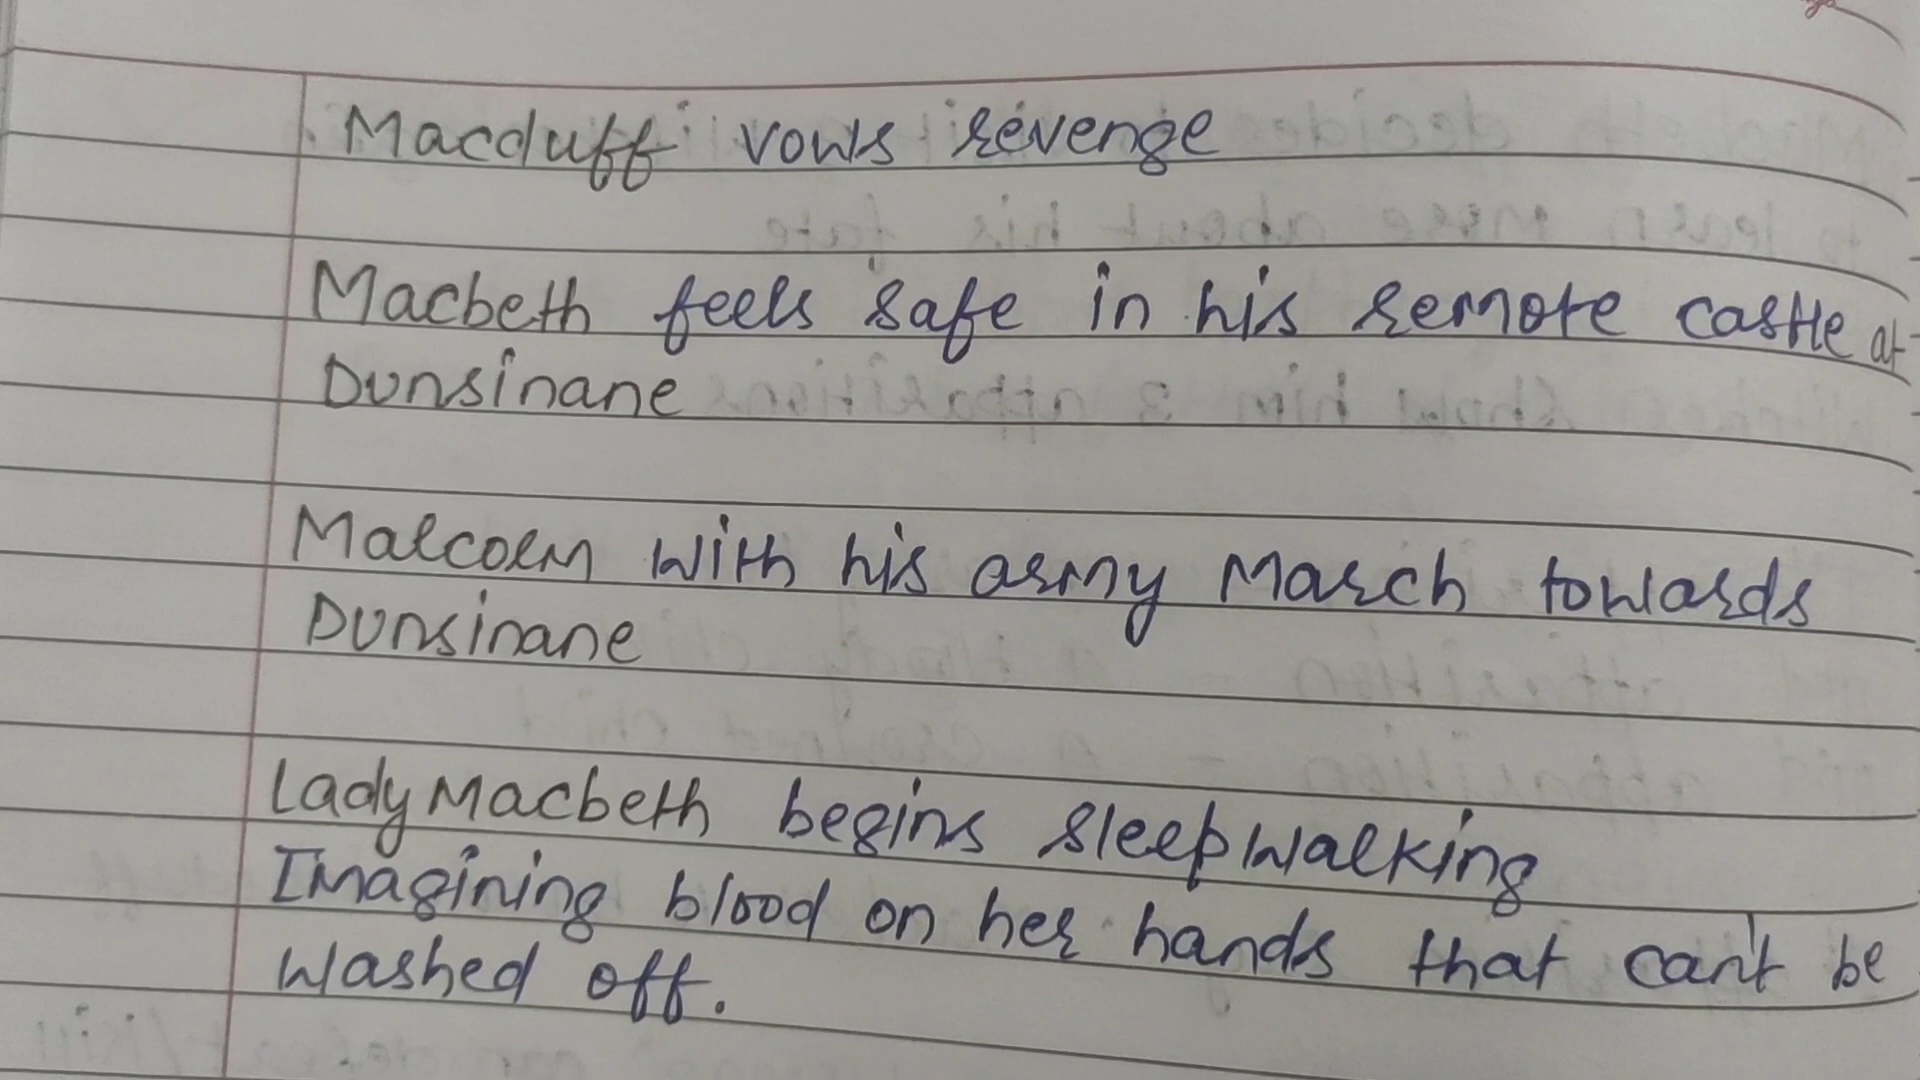 Macduff vows revenge
Macbeth feels safe in his remote castle at
Dunsinane
Malcolm with his army March towards
Dunsinane
Lady Macbeth begins sleepwalking
Imagining blood on her hands that can't be
washed off.